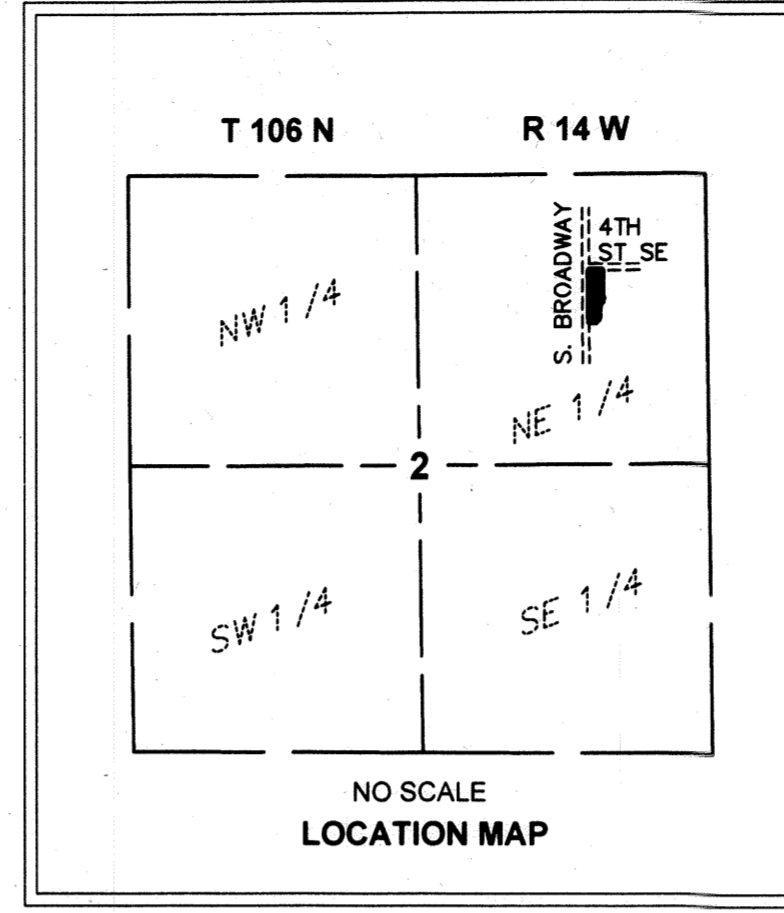 T 106 N R 14 W
S. BROADWAY
4TH
ST SE
NW 1/4
NE 1/4
2
SW 1/4
SE 1/4
NO SCALE
LOCATION MAP